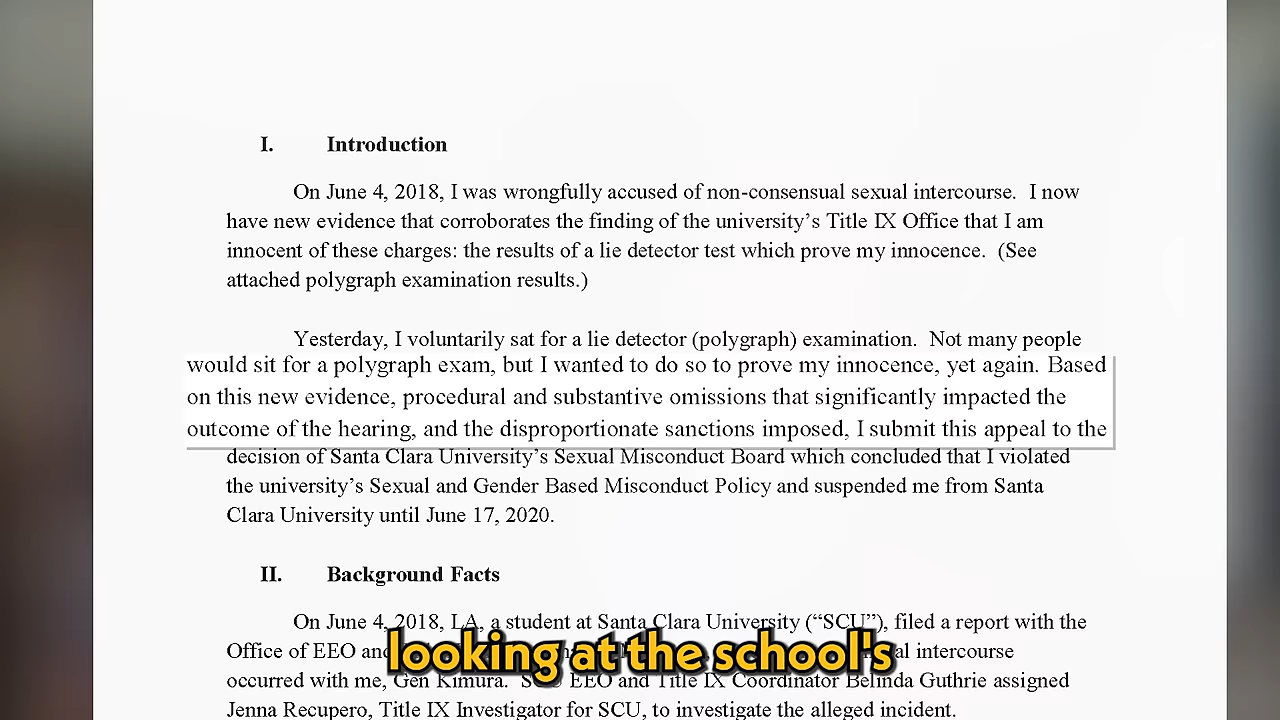 I. Introduction
On June 4, 2018, I was wrongfully accused of non-consensual sexual intercourse. I now
have new evidence that corroborates the finding of the university's Title IX Office that I am
innocent of these charges: the results of a lie detector test which prove my innocence. (See
attached polygraph examination results.)
Yesterday, I voluntarily sat for a lie detector (polygraph) examination. Not many people
would sit for a polygraph exam, but I wanted to do so to prove my innocence, yet again. Based
on this new evidence, procedural and substantive omissions that significantly impacted the
outcome of the hearing, and the disproportionate sanctions imposed, I submit this appeal to the
decision of Santa Clara University's Sexual Misconduct Board which concluded that I violated
the university's Sexual and Gender Based Misconduct Policy and suspended me from Santa
Clara University until June 17, 2020.
II. Background Facts
On June 4, 2018, LA, a student at Santa Clara University ("SCU"), filed a report with the
Office of EEO and intercourse
occurred with me, Gen Kimura. EEO and Title IX Coordinator Belinda Guthrie assigned
Jenna Recupero, Title IX Investigator for SCU, to investigate the alleged incident.
looking at the school's